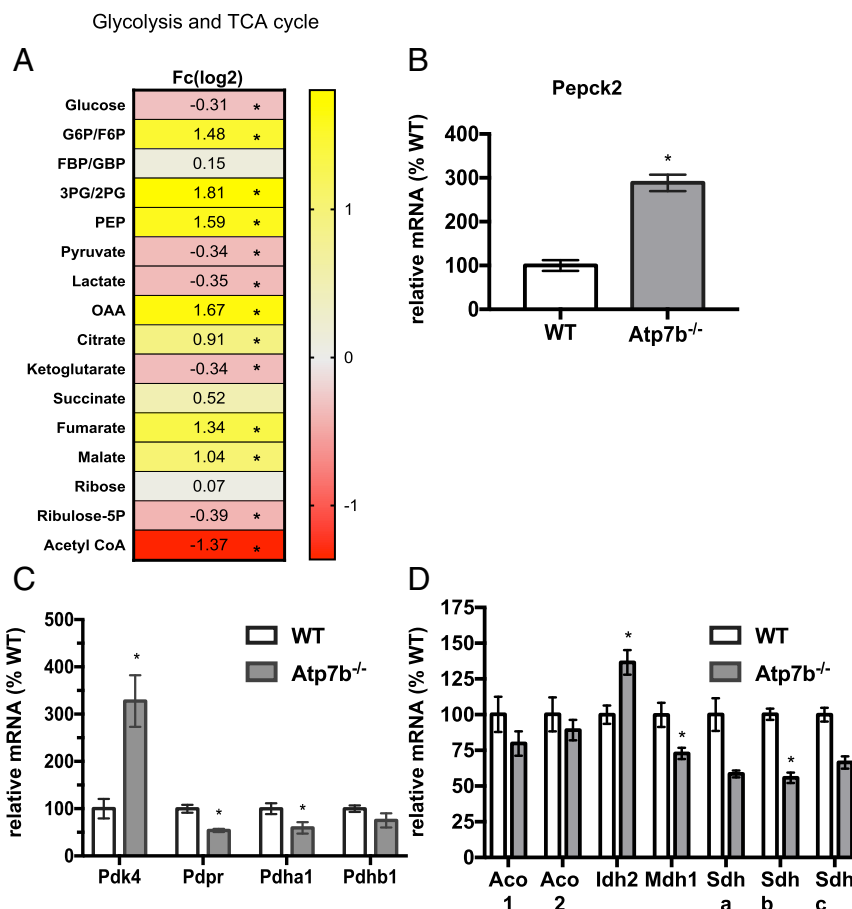 Glycolysis and TCA cycle
A
Fc(log2)
Glucose -0.31 *
G6P/F6P 1.48 *
FBP/GBP 0.15
3PG/2PG 1.81 *
PEP 1.59 *
Pyruvate -0.34 *
Lactate -0.35 *
OAA 1.67 *
Citrate 0.91 *
Ketoglutarate -0.34 *
Succinate 0.52
Fumarate 1.34 *
Malate 1.04 *
Ribose 0.07
Ribulose-5P -0.39 *
Acetyl CoA -1.37 *
1
0
-1
B
Pepck2
relative mRNA (% WT)
400
300
200
100
0
*
WT Atp7b-/-
C
relative mRNA (% WT)
500
400
300
200
100
0
WT
Atp7b-/-
* * *
Pdk4 Pdpr Pdha1 Pdhb1
D
relative mRNA (% WT)
175
150
125
100
75
50
25
0
WT
Atp7b-/-
* * *
Aco Aco Idh2 Mdh1 Sdh Sdh Sdh
1 2 a b c